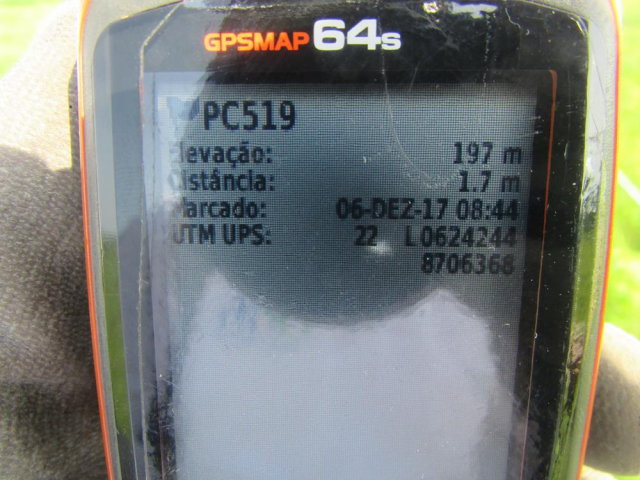 GPSMAP 64s
PC519
Elevação: 197 m
Distância: 1.7 m
Marcado: 06-DEZ-17 08:44
UTM UPS: 22 L 0624244
8706368